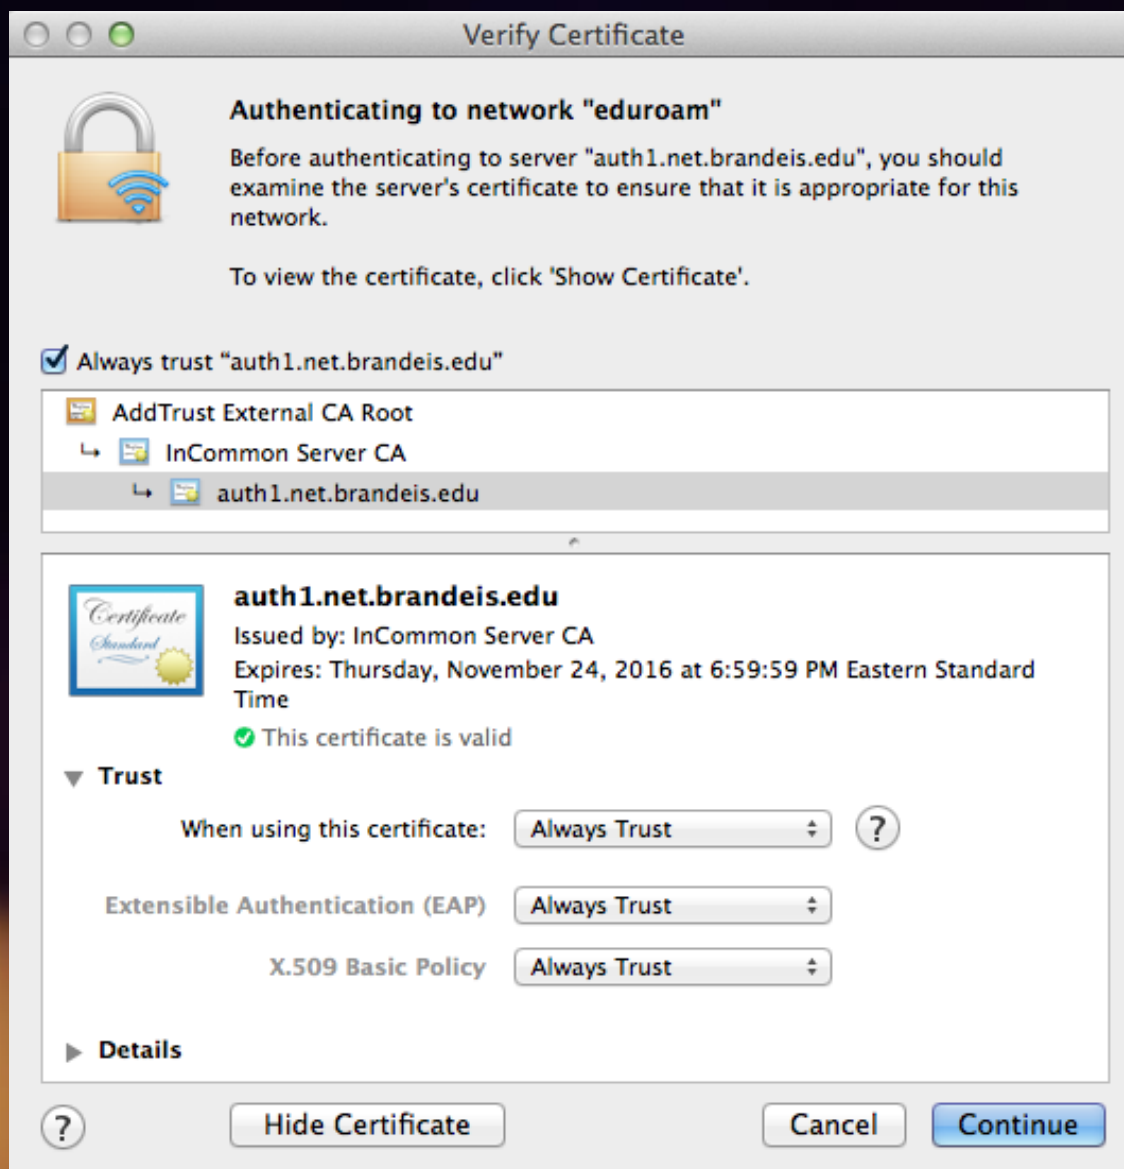 Verify Certificate
Authenticating to network "eduroam"
Before authenticating to server "auth1.net.brandeis.edu", you should
examine the server's certificate to ensure that it is appropriate for this
network.
To view the certificate, click 'Show Certificate'.
Always trust “auth1.net.brandeis.edu”
AddTrust External CA Root
InCommon Server CA
auth1.net.brandeis.edu
Certificate
Standard
auth1.net.brandeis.edu
Issued by: InCommon Server CA
Expires: Thursday, November 24, 2016 at 6:59:59 PM Eastern Standard
Time
This certificate is valid
Trust
When using this certificate: Always Trust ?
Extensible Authentication (EAP) Always Trust
X.509 Basic Policy Always Trust
Details
? Hide Certificate Cancel Continue